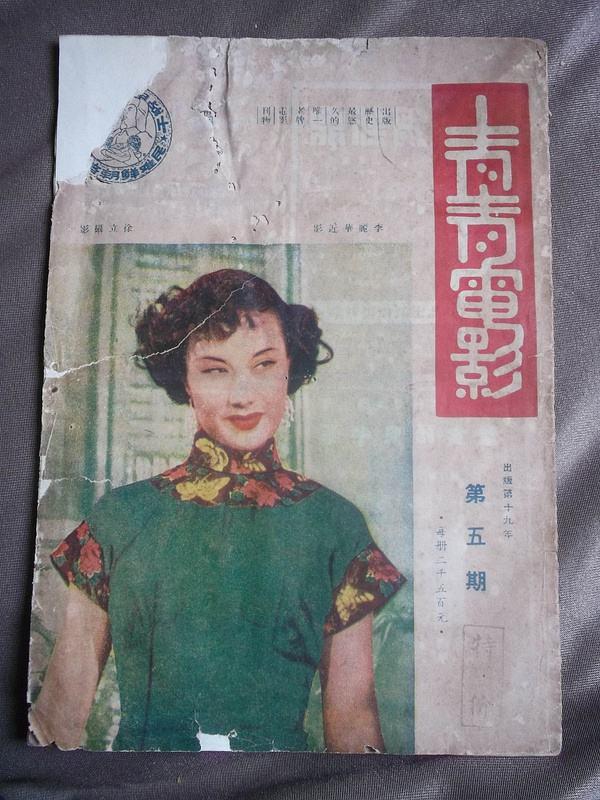 青青電影
出版
歷史
最悠
久的
唯一
老牌
電影
刊物
李麗華近影
徐立攝影
出版第十九年
第五期
·每冊二千五百元·
特價